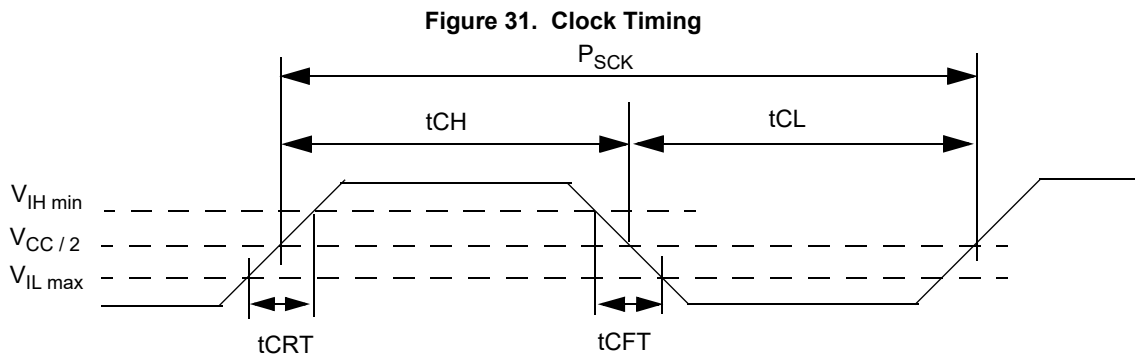 Figure 31. Clock Timing
PSCK
tCH tCL
VIH min
VCC / 2
VIL max
tCRT tCFT